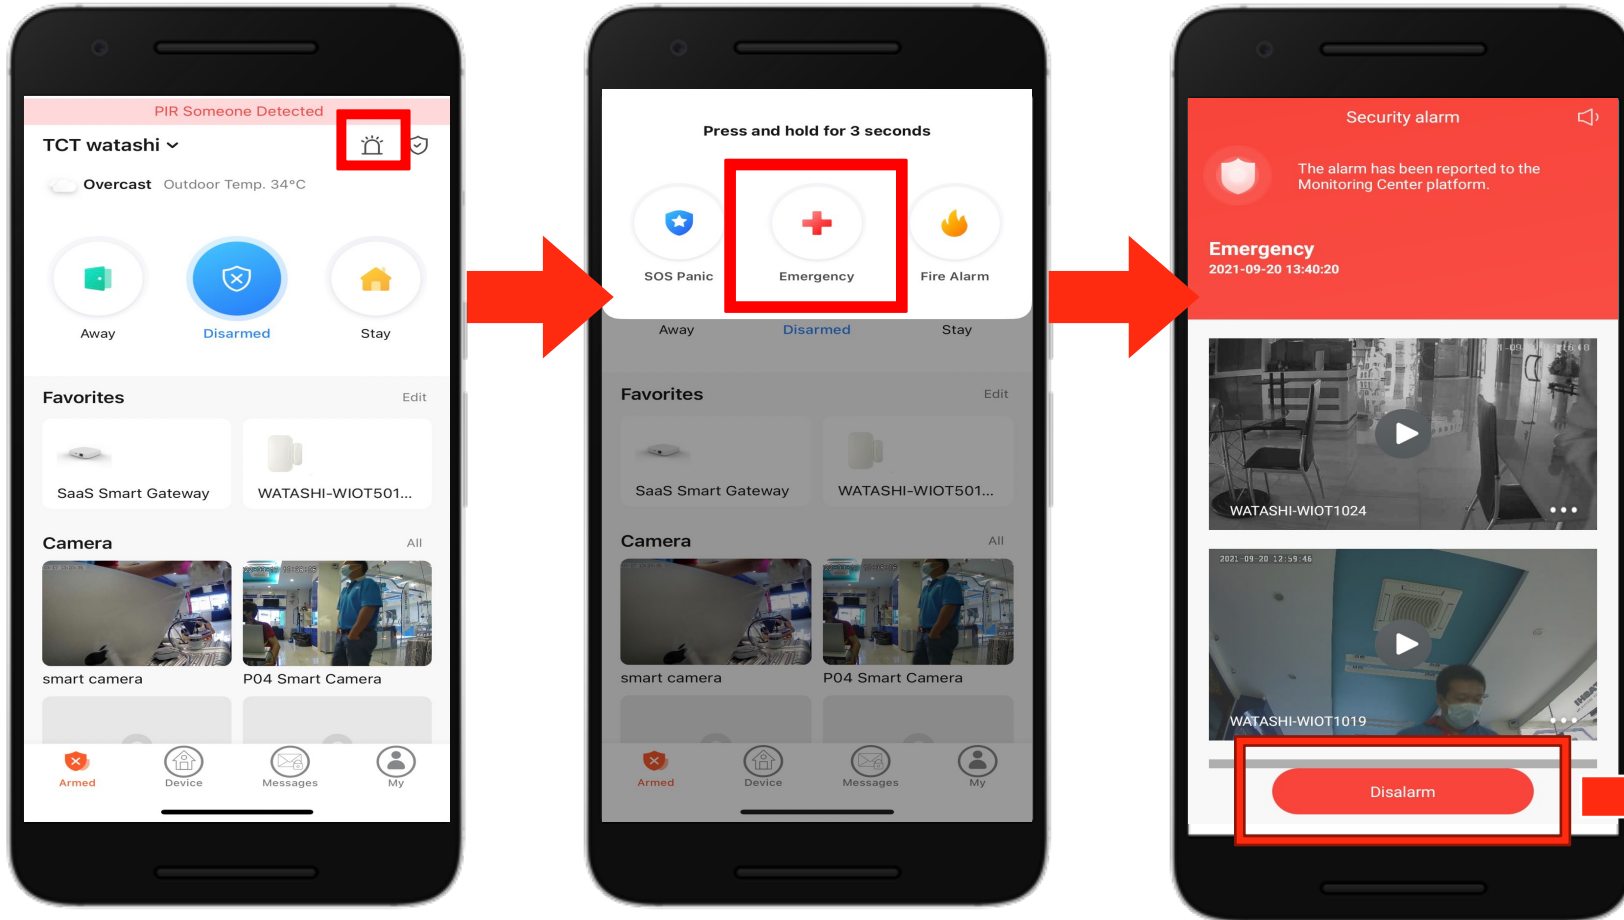 PIR Someone Detected
TCT watashi
Overcast Outdoor Temp. 34°C
Away Disarmed Stay
Favorites Edit
SaaS Smart Gateway WATASHI-WIOT501...
Camera All
smart camera P04 Smart Camera
Armed Device Messages My
Press and hold for 3 seconds
SOS Panic Emergency Fire Alarm
Away Disarmed Stay
Favorites Edit
SaaS Smart Gateway WATASHI-WIOT501...
Camera All
smart camera P04 Smart Camera
Armed Device Messages My
Security alarm
The alarm has been reported to the
Monitoring Center platform.
Emergency
2021-09-20 13:40:20
WATASHI-WIOT1024
2021-09-20 12:59:46
WATASHI-WIOT1019
Disalarm